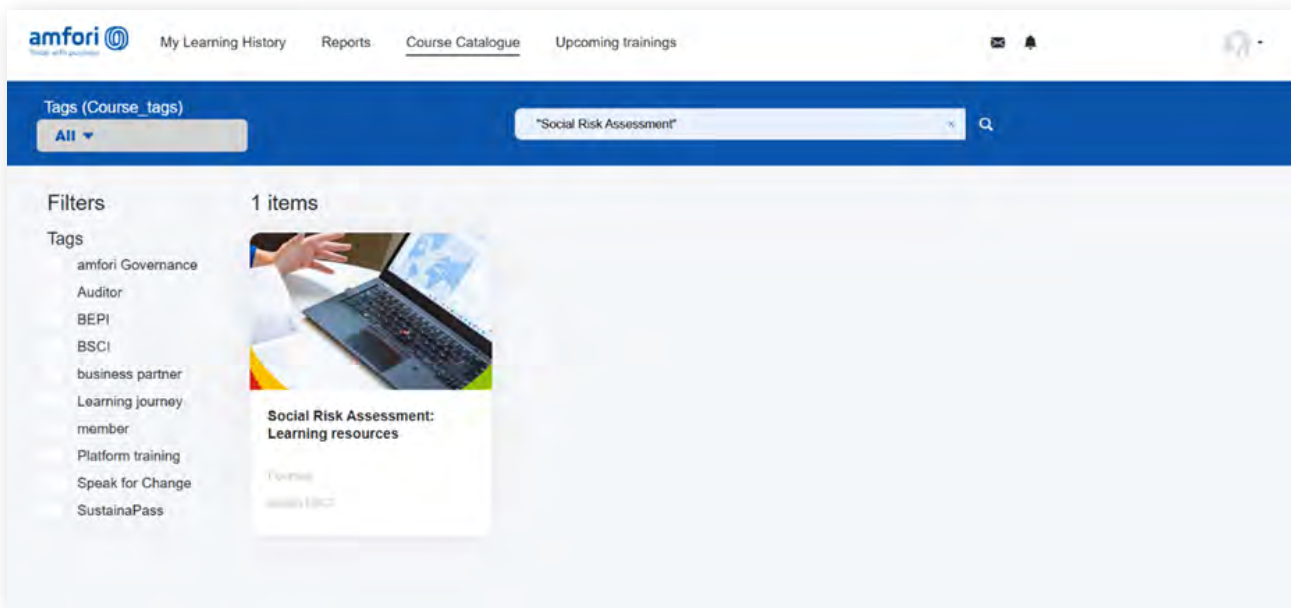 amfori
My Learning History
Reports
Course Catalogue
Upcoming trainings
Tags (Course_tags)
All
"Social Risk Assessment"
×
Filters
1 items
Tags
amfori Governance
Auditor
BEPI
BSCI
business partner
Learning journey
member
Platform training
Speak for Change
SustainaPass
Social Risk Assessment:
Learning resources